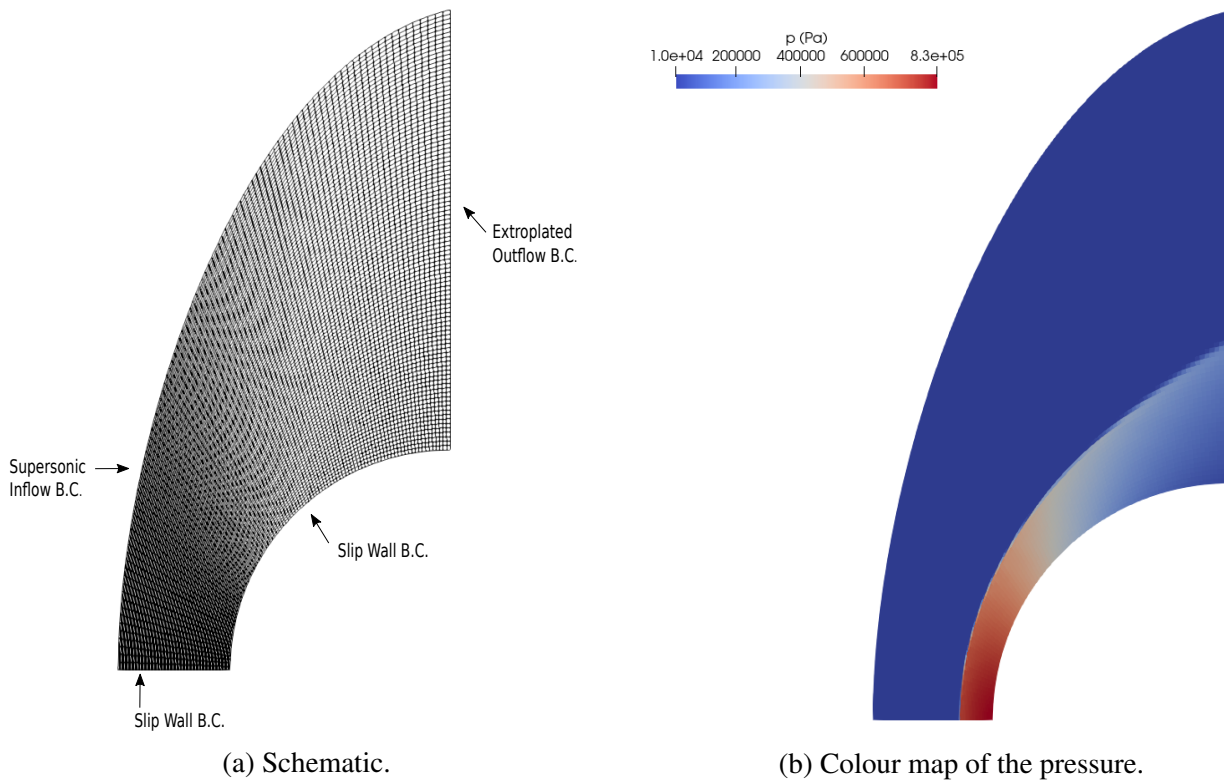 p (Pa)
1.0e+04 200000 400000 600000 8.3e+05
Extroplated
Outflow B.C.
Supersonic
Inflow B.C.
Slip Wall B.C.
Slip Wall B.C.
(a) Schematic.
(b) Colour map of the pressure.